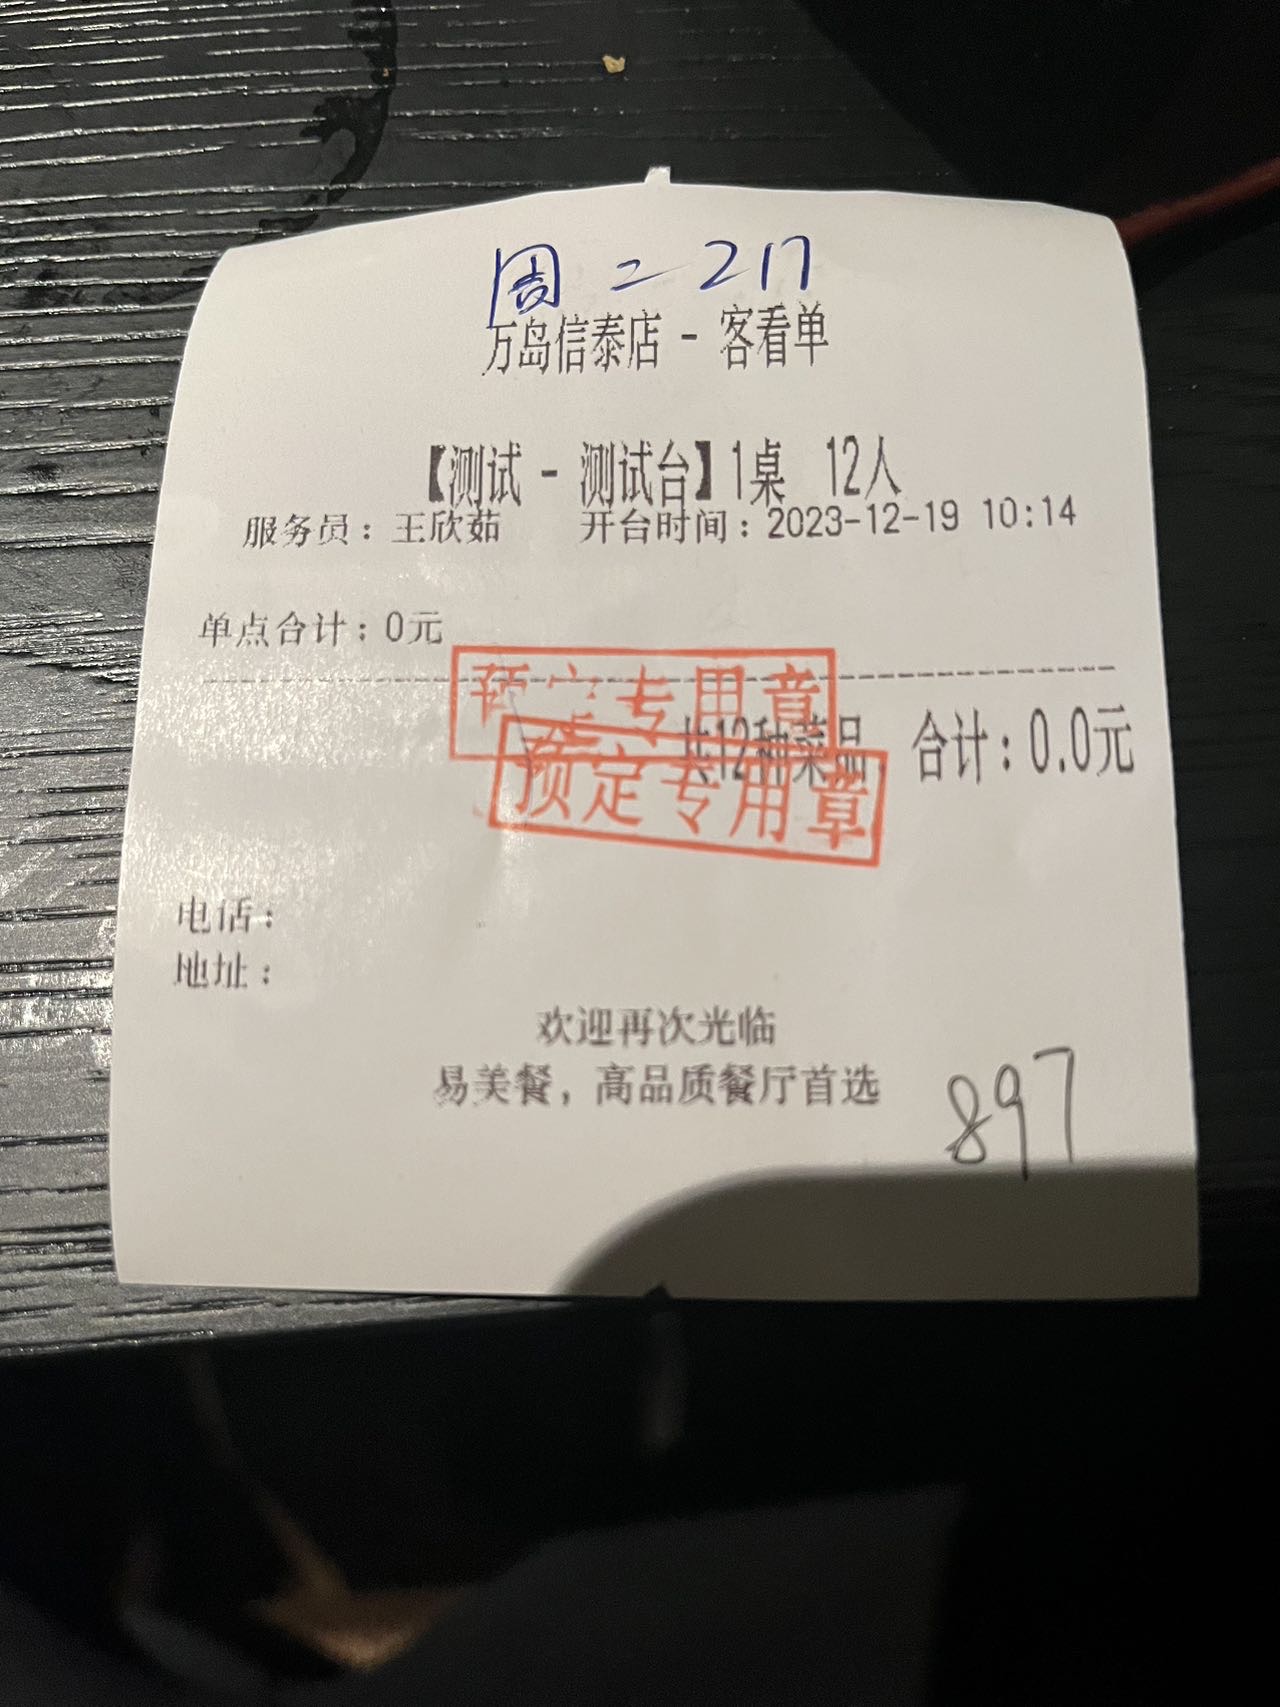 周二 217
万岛信泰店 - 客看单
【测试 - 测试台】1桌 12人
服务员：王欣茹 开台时间：2023-12-19 10:14
单点合计：0元
预定专用章
共12种菜品 合计：0.0元
预定专用章
电话：
地址：
欢迎再次光临
易美餐，高品质餐厅首选
897